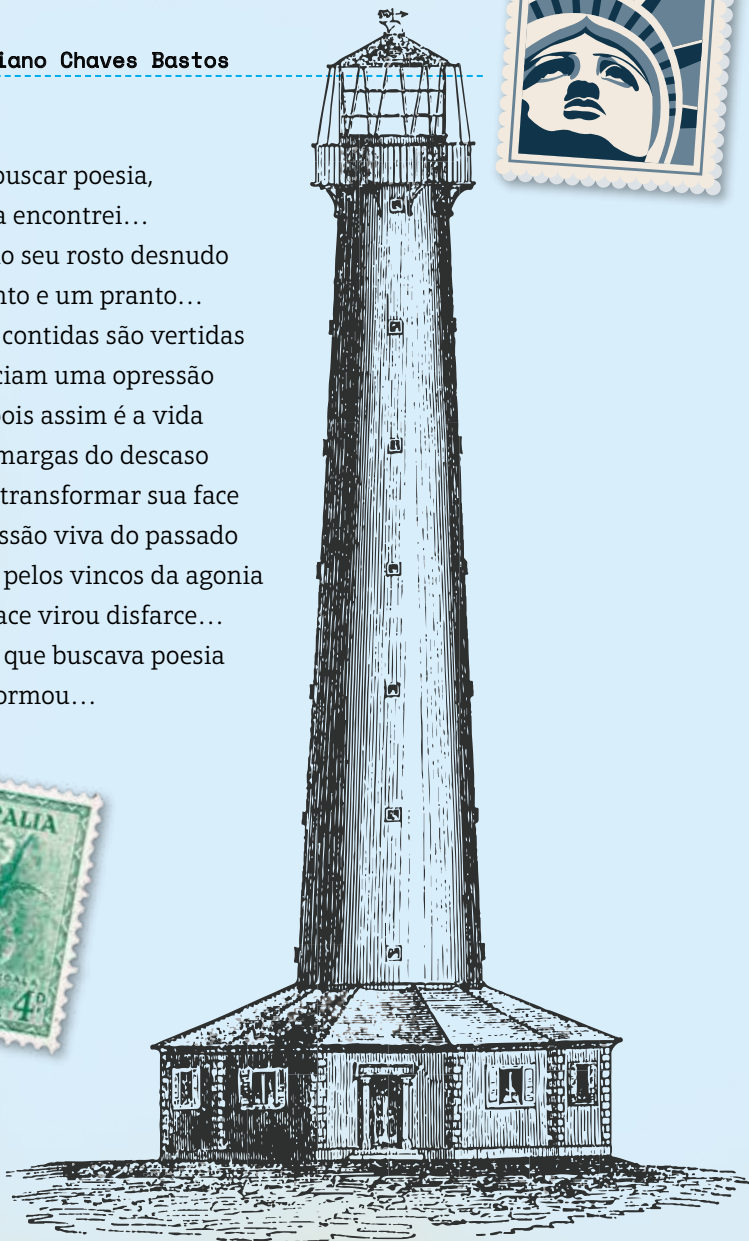 iano Chaves Bastos
buscar poesia,
a encontrei…
o seu rosto desnudo
nto e um pranto…
contidas são vertidas
ciam uma opressão
pois assim é a vida
margas do descaso
transformar sua face
ssão viva do passado
pelos vincos da agonia
ace virou disfarce…
que buscava poesia
ormou…
ALIA
KOALA
4D